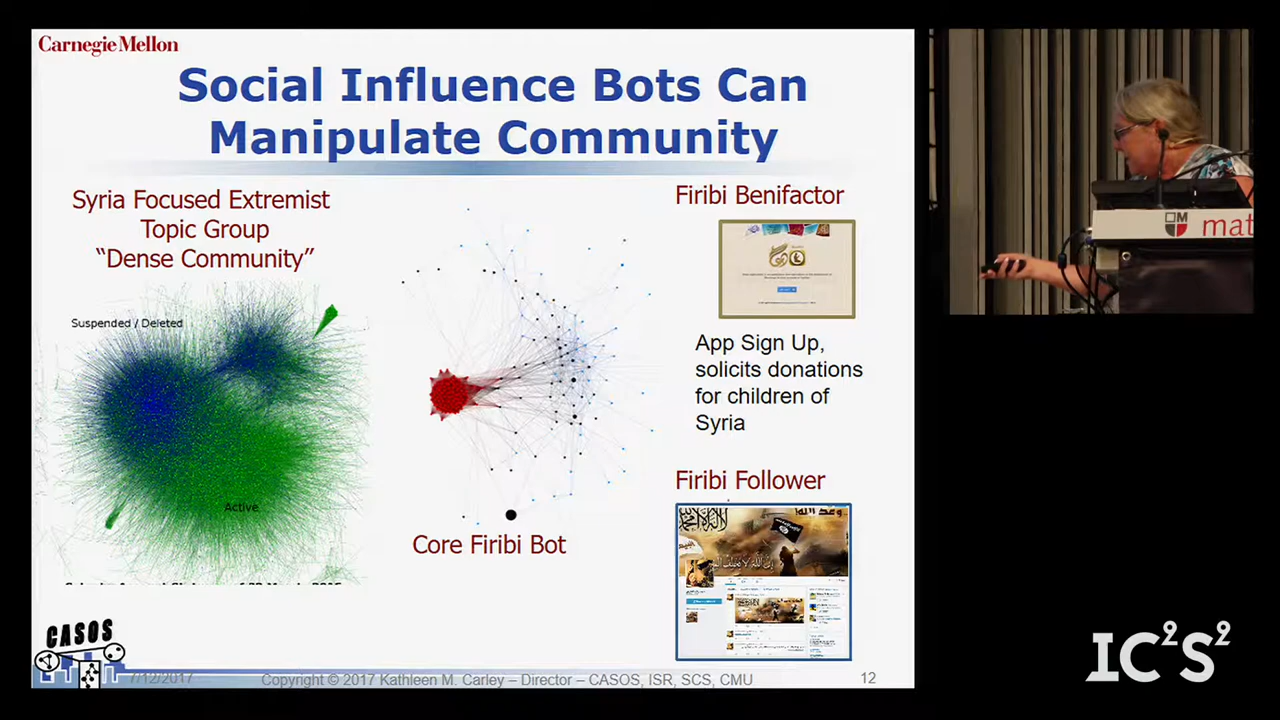 Carnegie Mellon
Social Influence Bots Can
Manipulate Community
Syria Focused Extremist
Topic Group
“Dense Community”
Suspended / Deleted
Active
Core Firibi Bot
Firibi Benifactor
App Sign Up,
solicits donations
for children of
Syria
Firibi Follower
CASOS
7/12/2017
Copyright © 2017 Kathleen M. Carley – Director – CASOS, ISR, SCS, CMU
12
mat
IC²S²